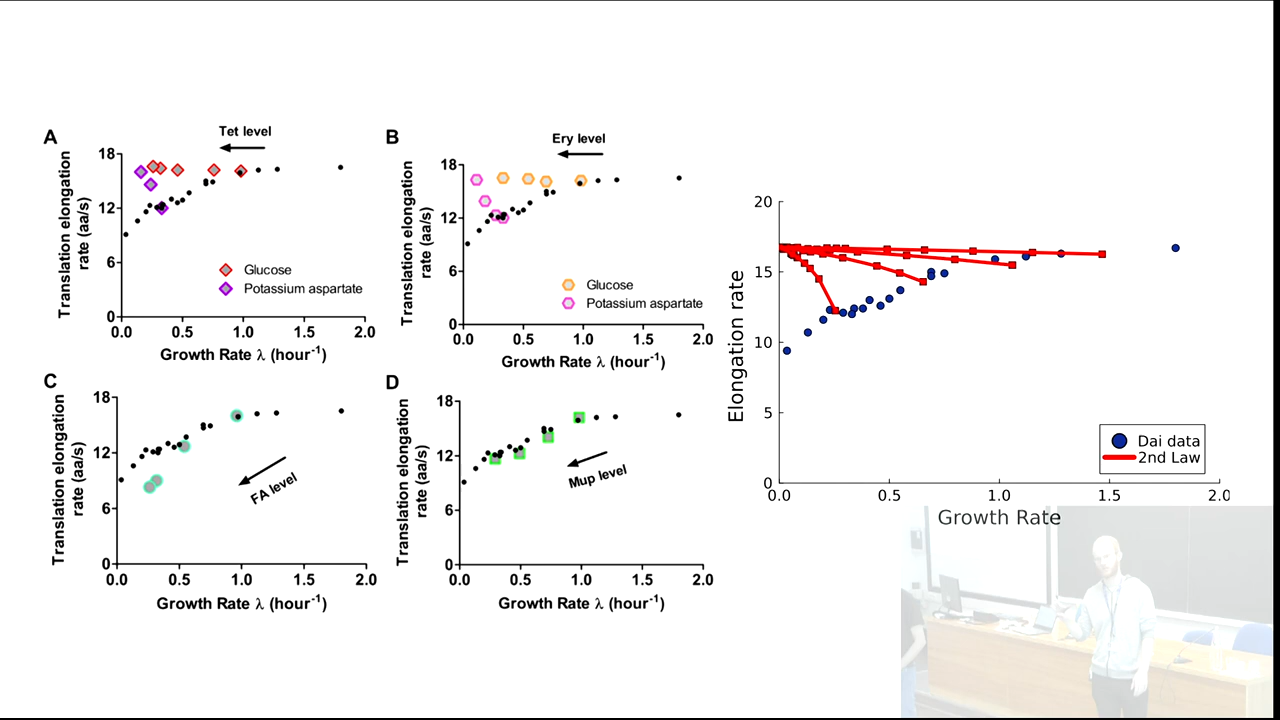 A
Tet level
Translation elongation
rate (aa/s)
18
12
6
0
0.0
0.5
1.0
1.5
2.0
Glucose
Potassium aspartate
Growth Rate λ (hour-1)
B
Ery level
Translation elongation
rate (aa/s)
18
12
6
0
0.0
0.5
1.0
1.5
2.0
Glucose
Potassium aspartate
Growth Rate λ (hour-1)
C
Translation elongation
rate (aa/s)
18
12
6
0
0.0
0.5
1.0
1.5
2.0
FA level
Growth Rate λ (hour-1)
D
Translation elongation
rate (aa/s)
18
12
6
0
0.0
0.5
1.0
1.5
2.0
Mup level
Growth Rate λ (hour-1)
Elongation rate
20
15
10
5
0
0.0
0.5
1.0
1.5
2.0
Dai data
2nd Law
Growth Rate